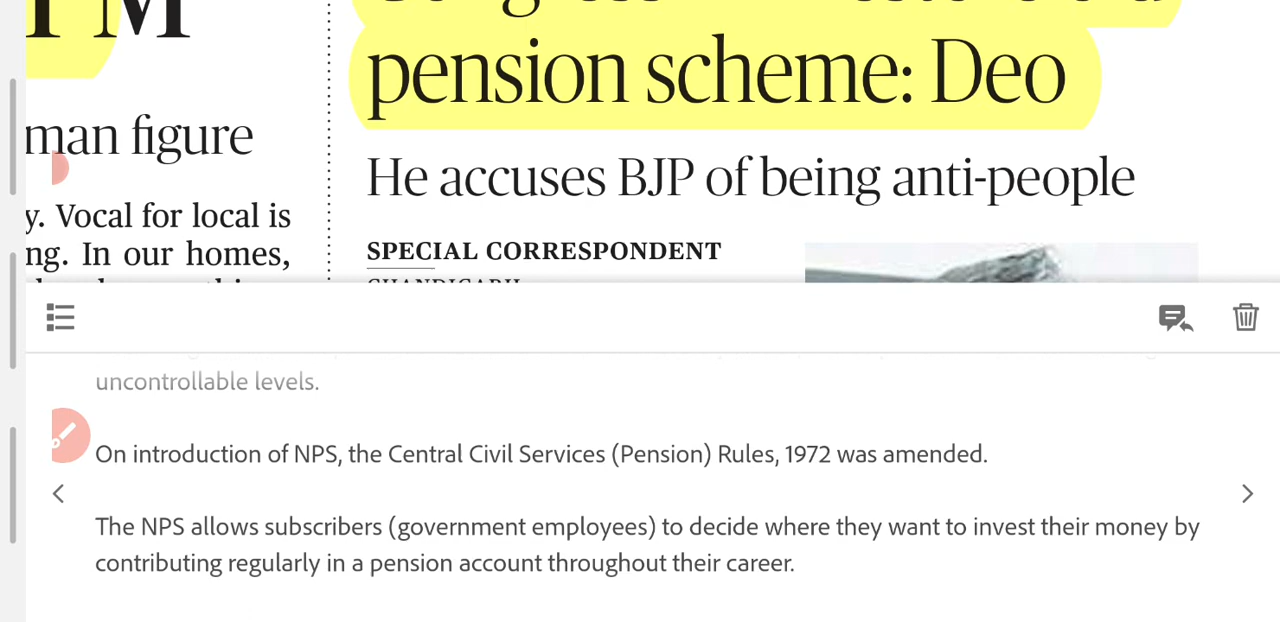 PM
man figure
y. Vocal for local is
ng. In our homes,
pension scheme: Deo
He accuses BJP of being anti-people
SPECIAL CORRESPONDENT
uncontrollable levels.
On introduction of NPS, the Central Civil Services (Pension) Rules, 1972 was amended.
The NPS allows subscribers (government employees) to decide where they want to invest their money by
contributing regularly in a pension account throughout their career.